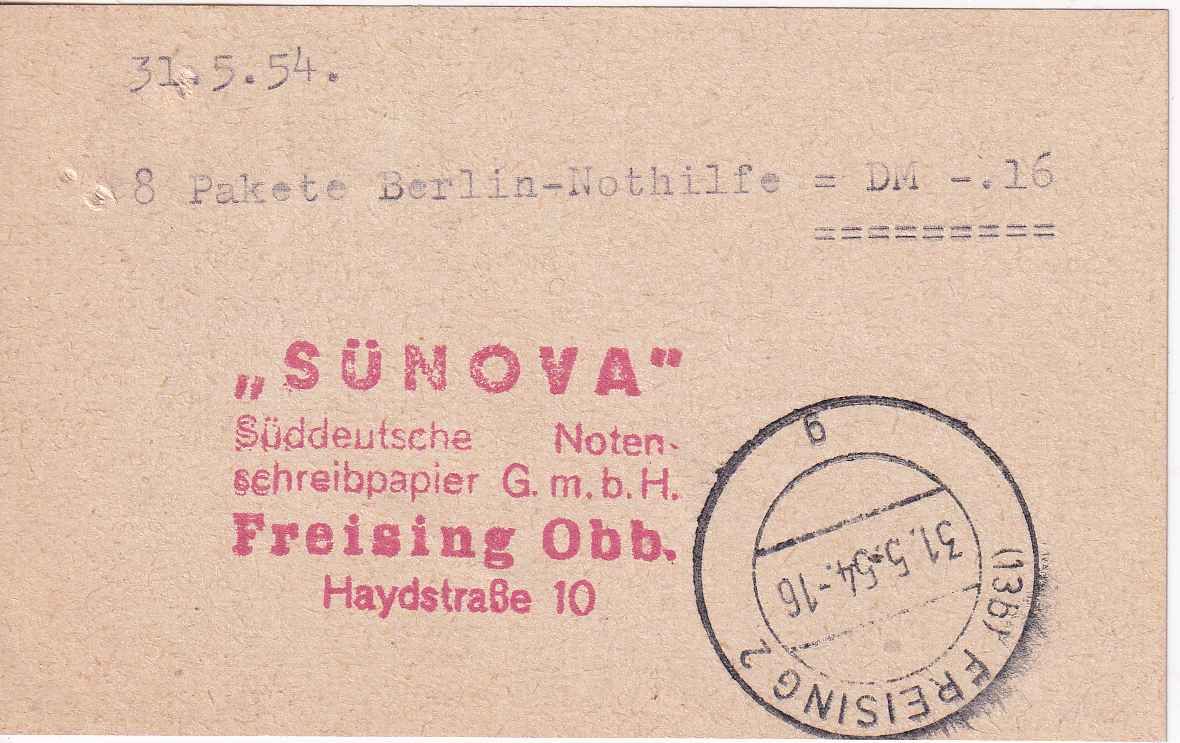 31.5.54.
8 Pakete Berlin-Nothilfe = DM -.16
=========
„SÜNOVA"
Süddeutsche Noten-
schreibpapier G.m.b.H.
Freising Obb.
Haydstraße 10
(13b) FREISING 2
g
31.5.54.-16